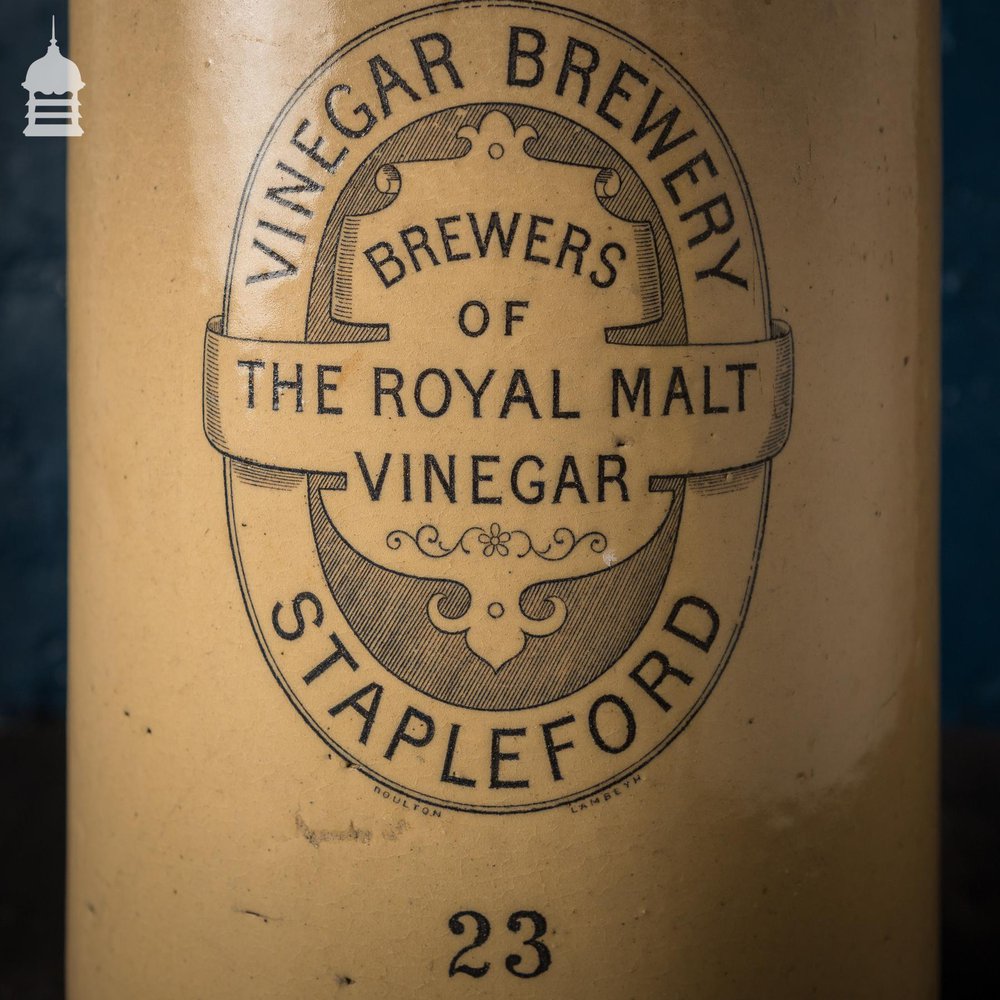 VINEGAR BREWERY
BREWERS
OF
THE ROYAL MALT
VINEGAR
STAPLEFORD
DOULTON LAMBETH
23